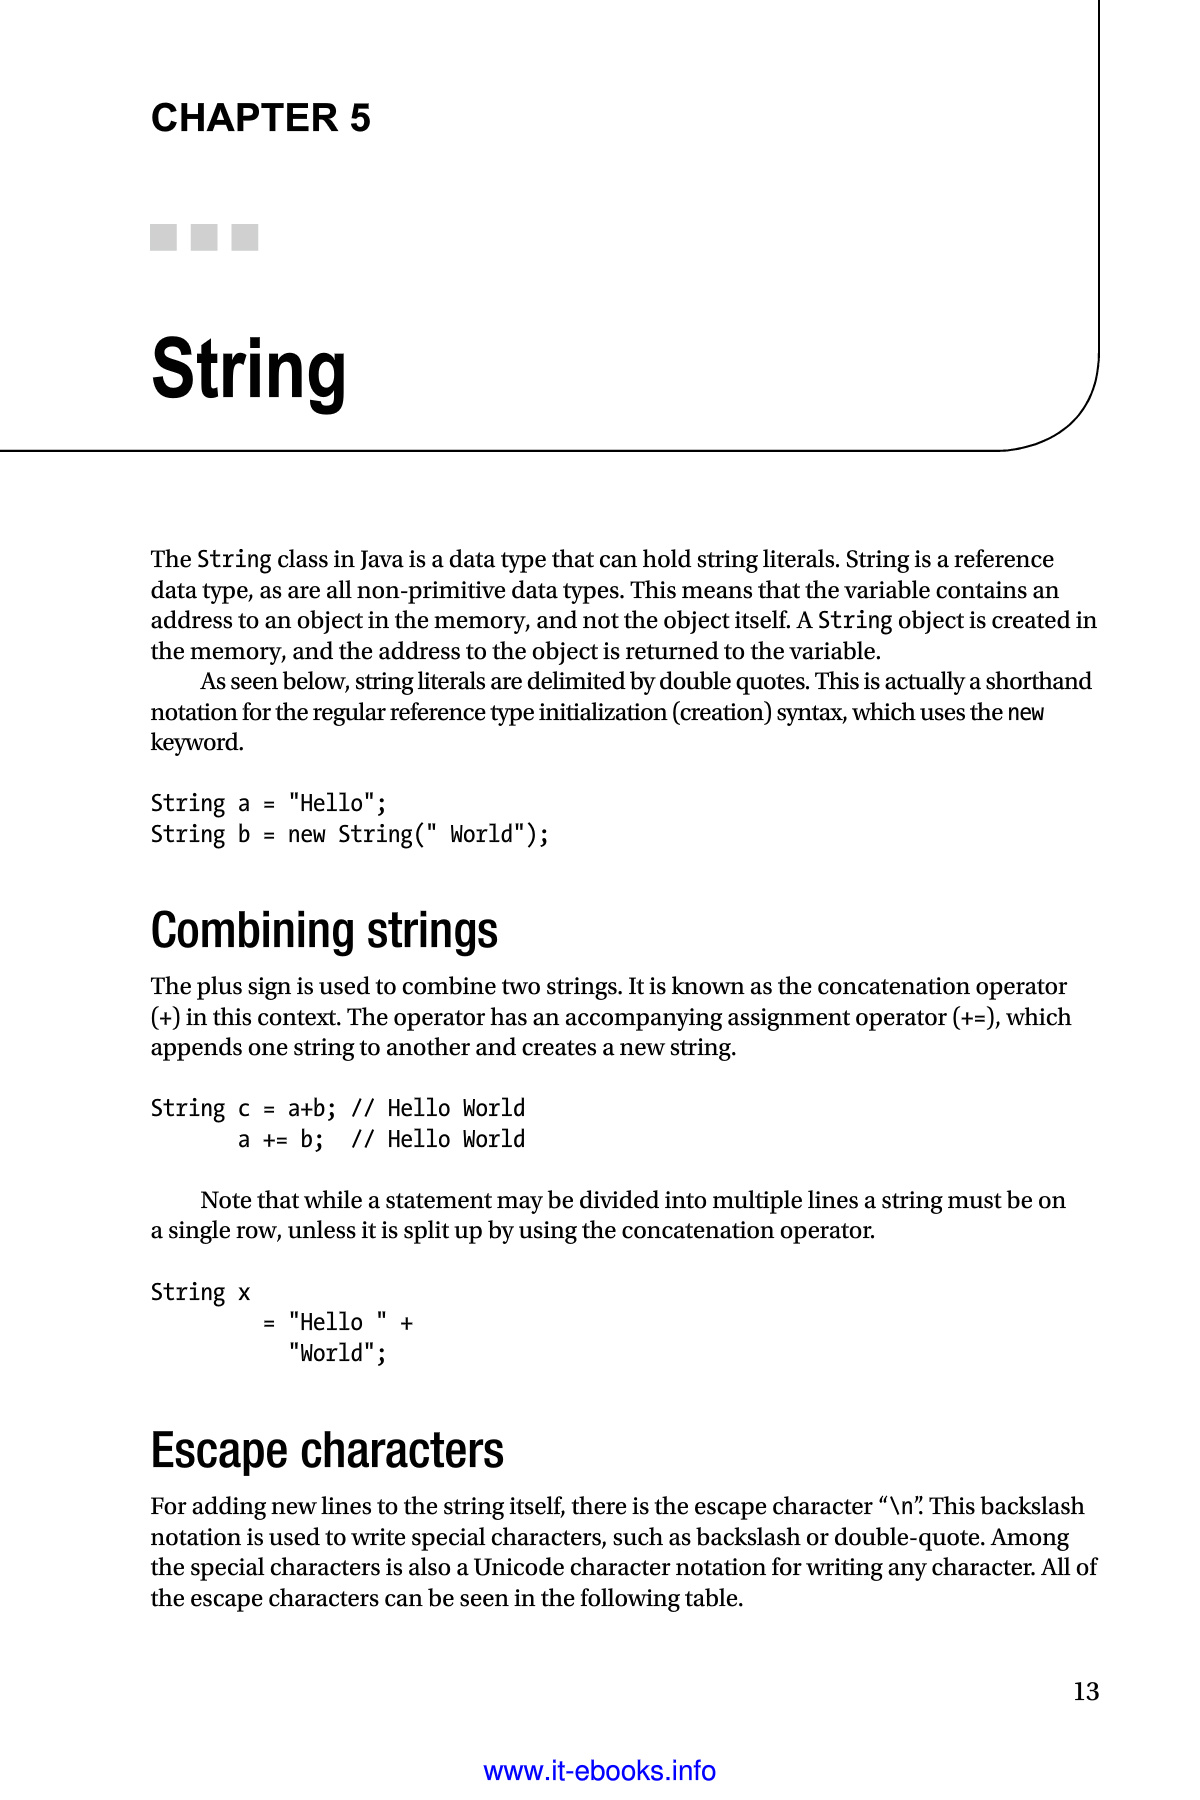 CHAPTER 5
String
The String class in Java is a data type that can hold string literals. String is a reference
data type, as are all non-primitive data types. This means that the variable contains an
address to an object in the memory, and not the object itself. A String object is created in
the memory, and the address to the object is returned to the variable.
As seen below, string literals are delimited by double quotes. This is actually a shorthand
notation for the regular reference type initialization (creation) syntax, which uses the new
keyword.
String a = "Hello";
String b = new String(" World");
Combining strings
The plus sign is used to combine two strings. It is known as the concatenation operator
(+) in this context. The operator has an accompanying assignment operator (+=), which
appends one string to another and creates a new string.
String c = a+b; // Hello World
       a += b;  // Hello World
Note that while a statement may be divided into multiple lines a string must be on
a single row, unless it is split up by using the concatenation operator.
String x
         = "Hello " +
           "World";
Escape characters
For adding new lines to the string itself, there is the escape character “\n”. This backslash
notation is used to write special characters, such as backslash or double-quote. Among
the special characters is also a Unicode character notation for writing any character. All of
the escape characters can be seen in the following table.
13
www.it-ebooks.info